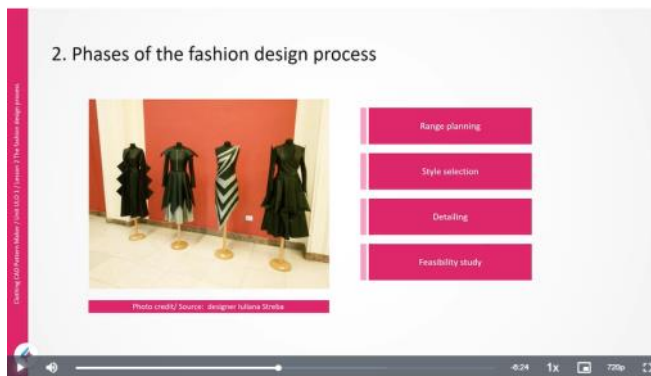 2. Phases of the fashion design process
Clothing CAD Pattern Maker / Unit ULO 1 / Lesson 2 The fashion design process
Range planning
Style selection
Detailing
Feasibility study
Photo credit/ Source: designer Iuliana Streba
-6:24 1x 720p